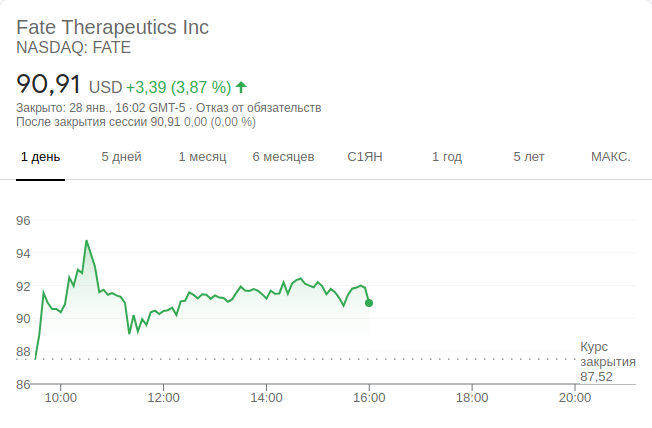 Fate Therapeutics Inc
NASDAQ: FATE
90,91 USD +3,39 (3,87 %)
Закрыто: 28 янв., 16:02 GMT-5 · Отказ от обязательств
После закрытия сессии 90,91 0,00 (0,00 %)
1 день 5 дней 1 месяц 6 месяцев С1ЯН 1 год 5 лет МАКС.
96
94
92
90
88
Курс
закрытия
87,52
86
10:00 12:00 14:00 16:00 18:00 20:00